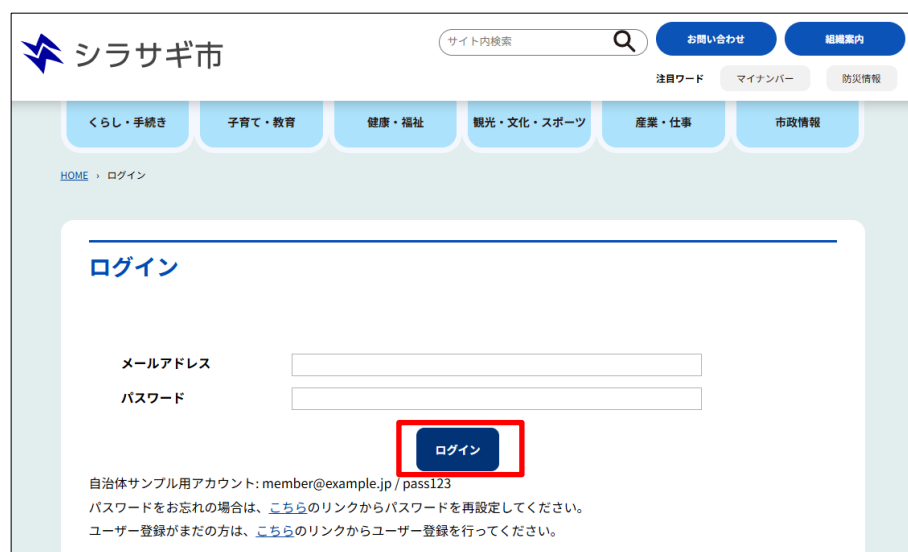 シラサギ市
サイト内検索
お問い合わせ
組織案内
注目ワード
マイナンバー
防災情報
くらし・手続き
子育て・教育
健康・福祉
観光・文化・スポーツ
産業・仕事
市政情報
HOME › ログイン
ログイン
メールアドレス
パスワード
ログイン
自治体サンプル用アカウント: member@example.jp / pass123
パスワードをお忘れの場合は、こちらのリンクからパスワードを再設定してください。
ユーザー登録がまだの方は、こちらのリンクからユーザー登録を行ってください。